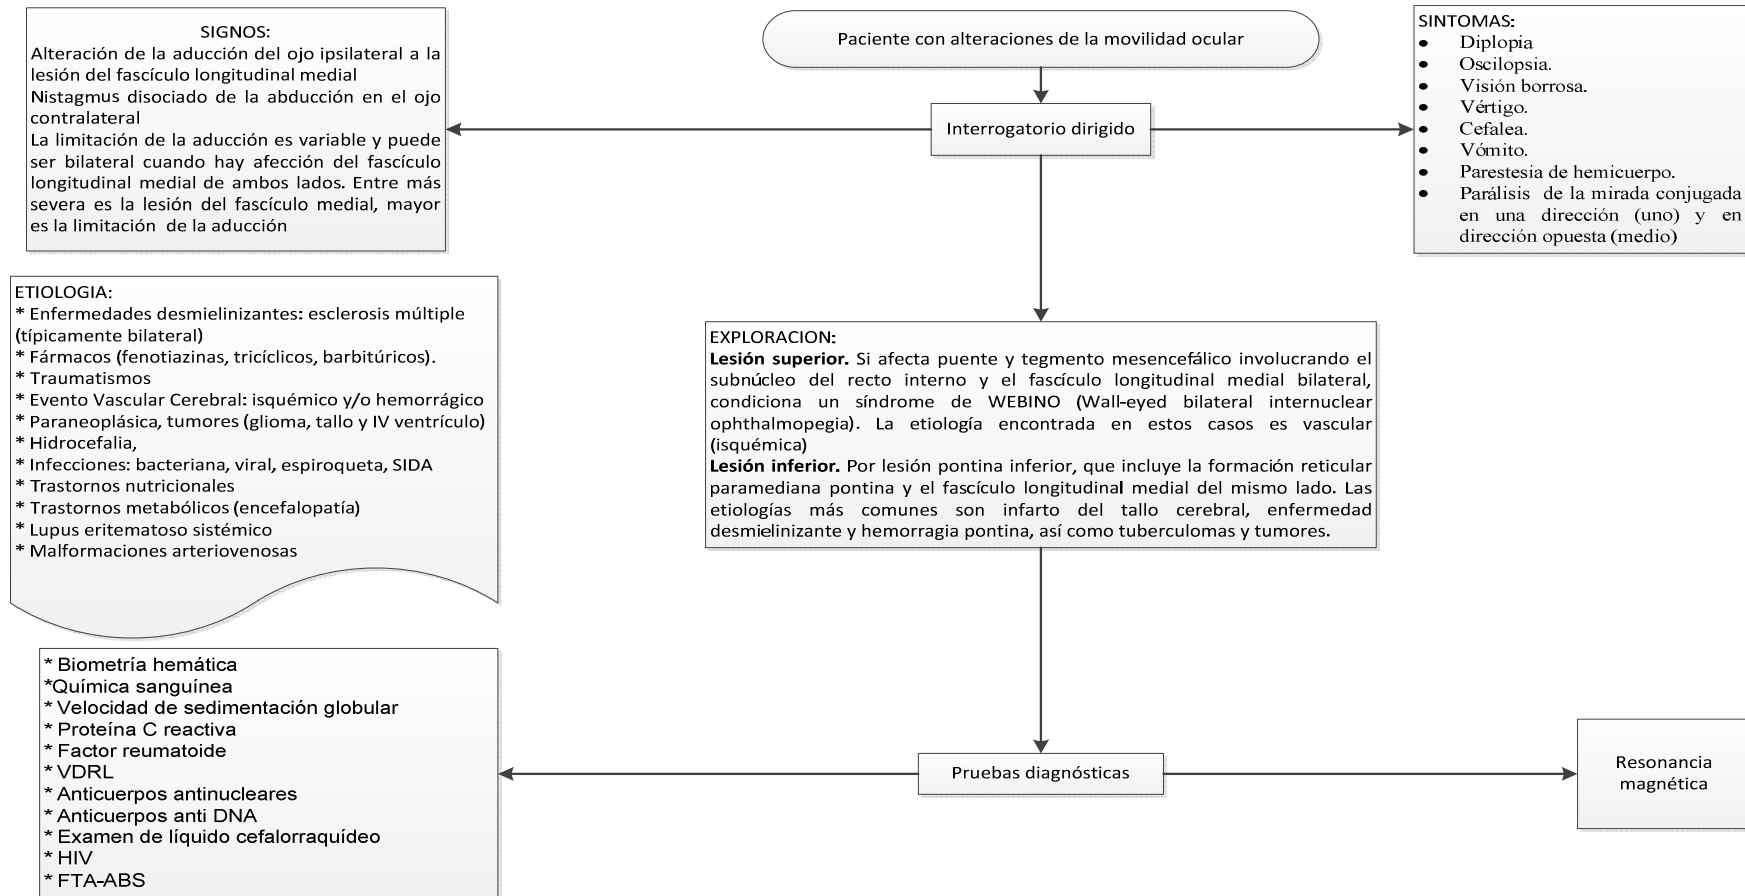 Paciente con alteraciones de la movilidad ocular
Interrogatorio dirigido
SIGNOS:
Alteración de la aducción del ojo ipsilateral a la
lesión del fascículo longitudinal medial
Nistagmus disociado de la abducción en el ojo
contralateral
La limitación de la aducción es variable y puede
ser bilateral cuando hay afección del fascículo
longitudinal medial de ambos lados. Entre más
severa es la lesión del fascículo medial, mayor
es la limitación de la aducción
SINTOMAS:
• Diplopia
• Oscilopsia.
• Visión borrosa.
• Vértigo.
• Cefalea.
• Vómito.
• Parestesia de hemicuerpo.
• Parálisis de la mirada conjugada
en una dirección (uno) y en
dirección opuesta (medio)
ETIOLOGIA:
* Enfermedades desmielinizantes: esclerosis múltiple
(típicamente bilateral)
* Fármacos (fenotiazinas, tricíclicos, barbitúricos).
* Traumatismos
* Evento Vascular Cerebral: isquémico y/o hemorrágico
* Paraneoplásica, tumores (glioma, tallo y IV ventrículo)
* Hidrocefalia,
* Infecciones: bacteriana, viral, espiroqueta, SIDA
* Trastornos nutricionales
* Trastornos metabólicos (encefalopatía)
* Lupus eritematoso sistémico
* Malformaciones arteriovenosas
EXPLORACION:
Lesión superior. Si afecta puente y tegmento mesencefálico involucrando el
subnúcleo del recto interno y el fascículo longitudinal medial bilateral,
condiciona un síndrome de WEBINO (Wall-eyed bilateral internuclear
ophthalmopegia). La etiología encontrada en estos casos es vascular
(isquémica)
Lesión inferior. Por lesión pontina inferior, que incluye la formación reticular
paramediana pontina y el fascículo longitudinal medial del mismo lado. Las
etiologías más comunes son infarto del tallo cerebral, enfermedad
desmielinizante y hemorragia pontina, así como tuberculomas y tumores.
Pruebas diagnósticas
* Biometría hemática
*Química sanguínea
* Velocidad de sedimentación globular
* Proteína C reactiva
* Factor reumatoide
* VDRL
* Anticuerpos antinucleares
* Anticuerpos anti DNA
* Examen de líquido cefalorraquídeo
* HIV
* FTA-ABS
Resonancia
magnética